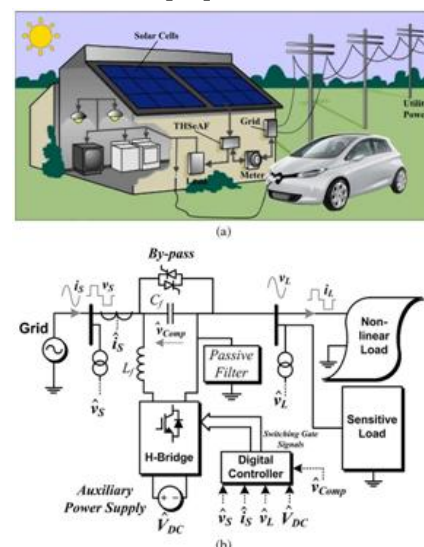 Solar Cells
THSeAF
Grid
Utility
Power
Meter
(a)
By-pass
i_S
v_S
C_f
v_L
i_L
Grid
î_S
v̂_Comp
Non-
linear
Load
L_f
Passive
Filter
v̂_S
v̂_L
H-Bridge
Switching Gate
Signals
Sensitive
Load
Digital
Controller
Auxiliary
Power Supply
V̂_DC
v̂_Comp
v̂_S î_S v̂_L V̂_DC
(b)